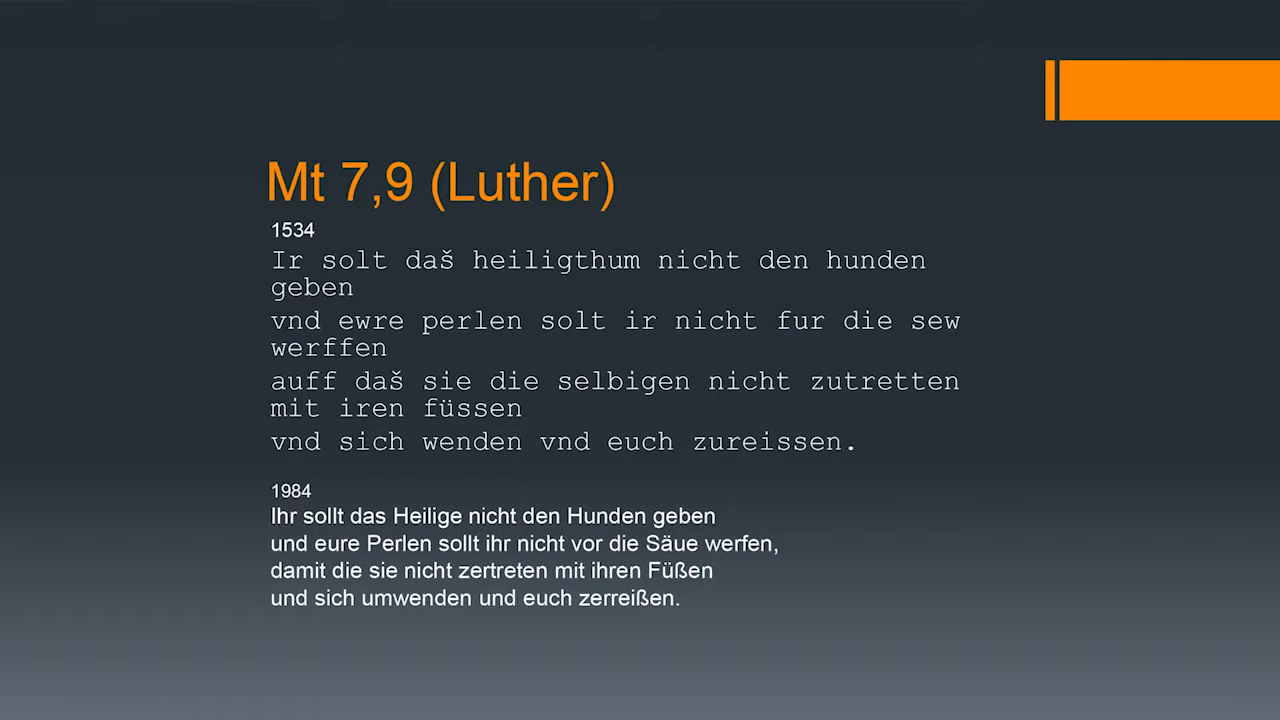 Mt 7,9 (Luther)
1534
Ir solt daš heiligthum nicht den hunden
geben
vnd ewre perlen solt ir nicht fur die sew
werffen
auff daš sie die selbigen nicht zutretten
mit iren füssen
vnd sich wenden vnd euch zureissen.
1984
Ihr sollt das Heilige nicht den Hunden geben
und eure Perlen sollt ihr nicht vor die Säue werfen,
damit die sie nicht zertreten mit ihren Füßen
und sich umwenden und euch zerreißen.